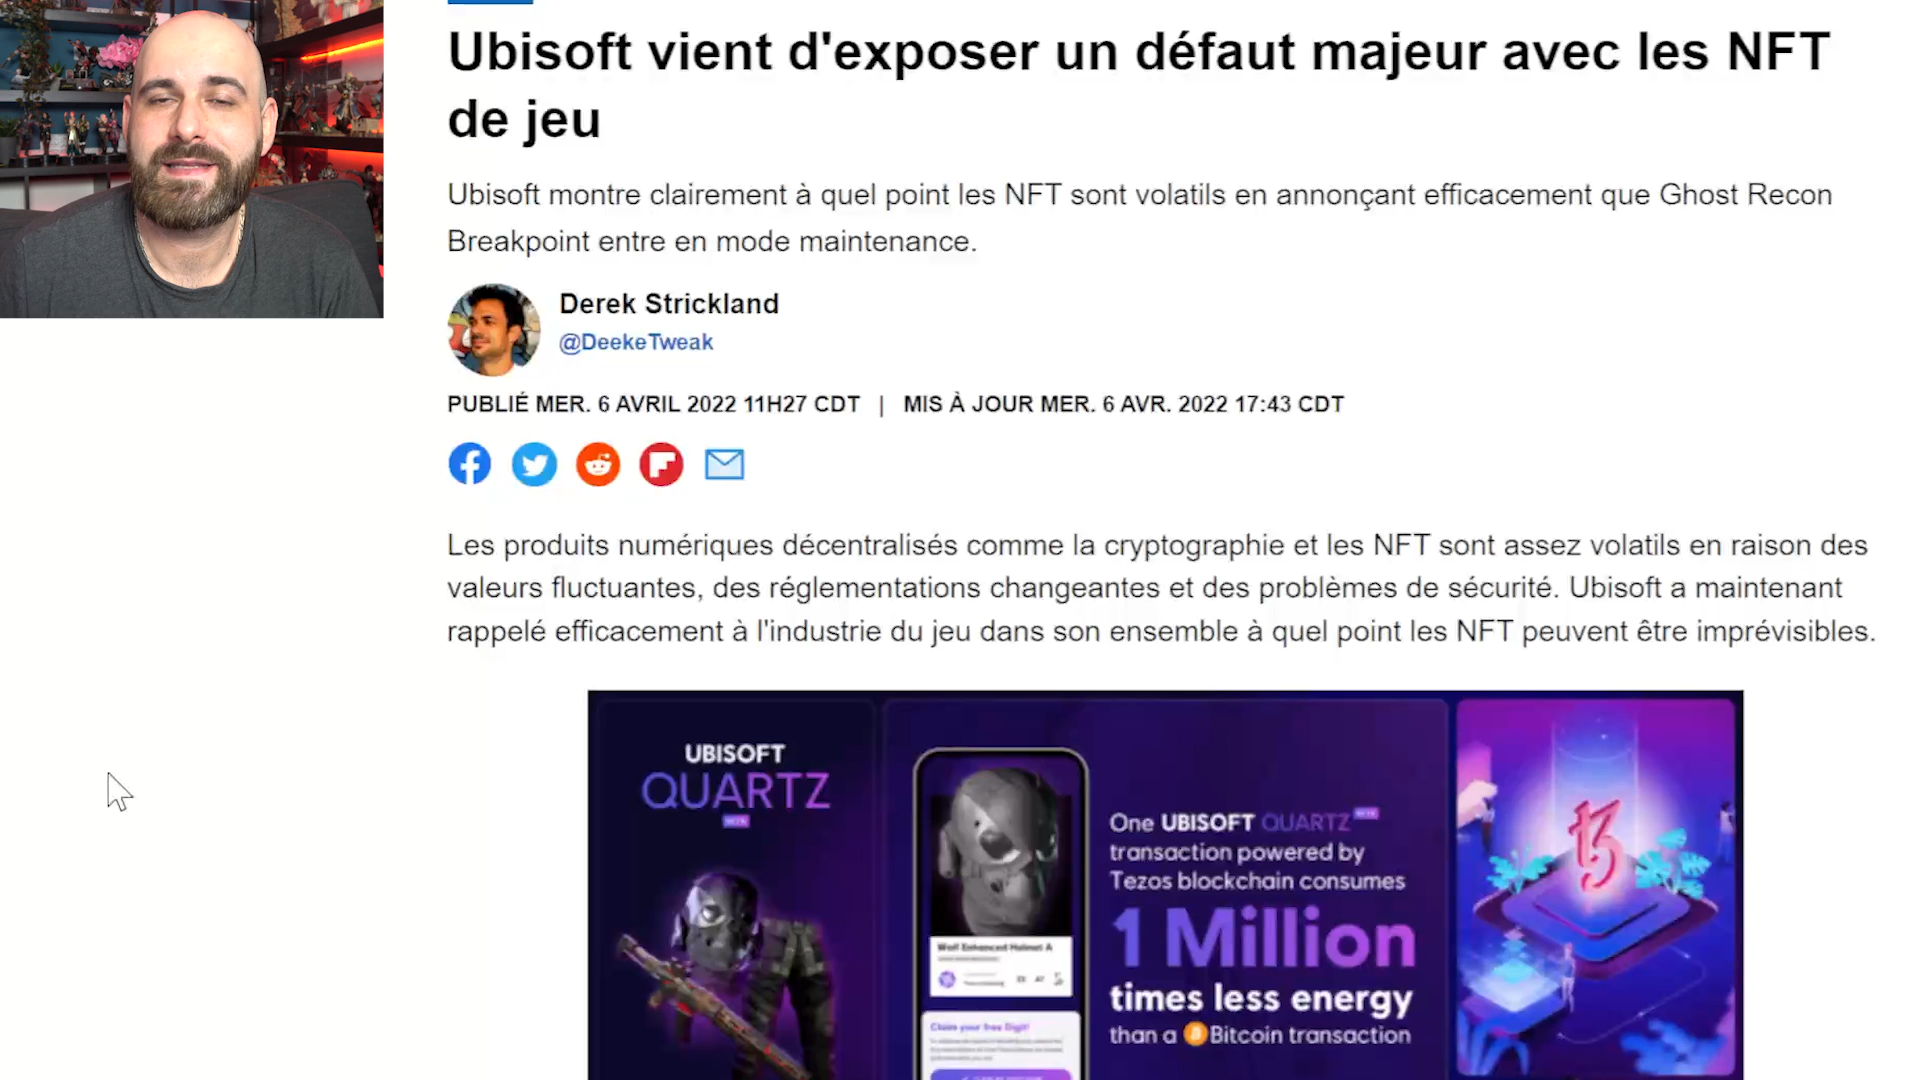 Ubisoft vient d'exposer un défaut majeur avec les NFT
de jeu
Ubisoft montre clairement à quel point les NFT sont volatils en annonçant efficacement que Ghost Recon
Breakpoint entre en mode maintenance.
Derek Strickland
@DeekeTweak
PUBLIÉ MER. 6 AVRIL 2022 11H27 CDT | MIS À JOUR MER. 6 AVR. 2022 17:43 CDT
Les produits numériques décentralisés comme la cryptographie et les NFT sont assez volatils en raison des
valeurs fluctuantes, des réglementations changeantes et des problèmes de sécurité. Ubisoft a maintenant
rappelé efficacement à l'industrie du jeu dans son ensemble à quel point les NFT peuvent être imprévisibles.
UBISOFT
QUARTZ
BETA
Wolf Enhanced Helmet A
Claim your free Digit!
One UBISOFT QUARTZ BETA
transaction powered by
Tezos blockchain consumes
1 Million
times less energy
than a Bitcoin transaction